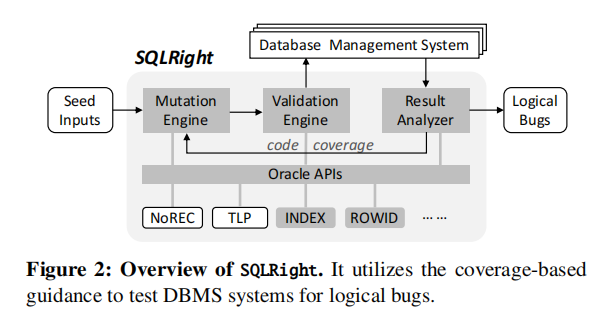 Database Management System
SQLRight
Seed
Inputs
Mutation
Engine
Validation
Engine
Result
Analyzer
Logical
Bugs
code coverage
Oracle APIs
NoREC TLP INDEX ROWID ... ...
Figure 2: Overview of SQLRight. It utilizes the coverage-based
guidance to test DBMS systems for logical bugs.